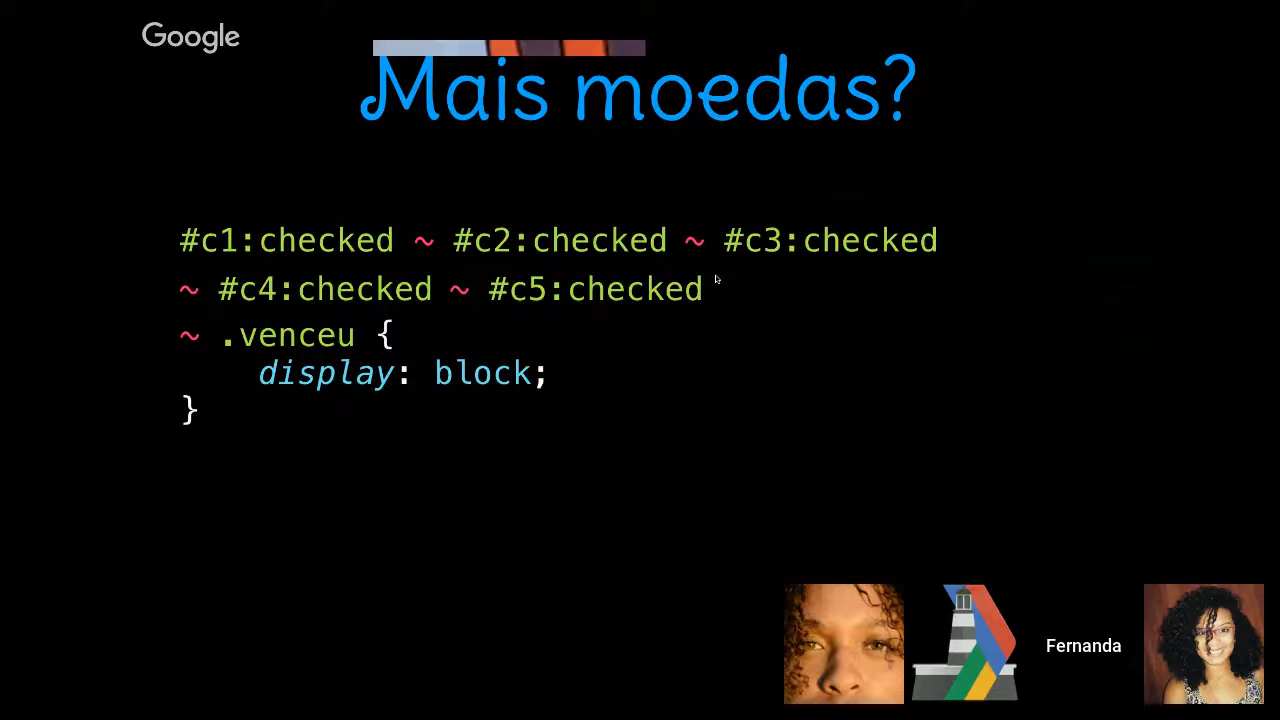 Google
Mais moedas?
#c1:checked ~ #c2:checked ~ #c3:checked
~ #c4:checked ~ #c5:checked
~ .venceu {
display: block;
}
Fernanda